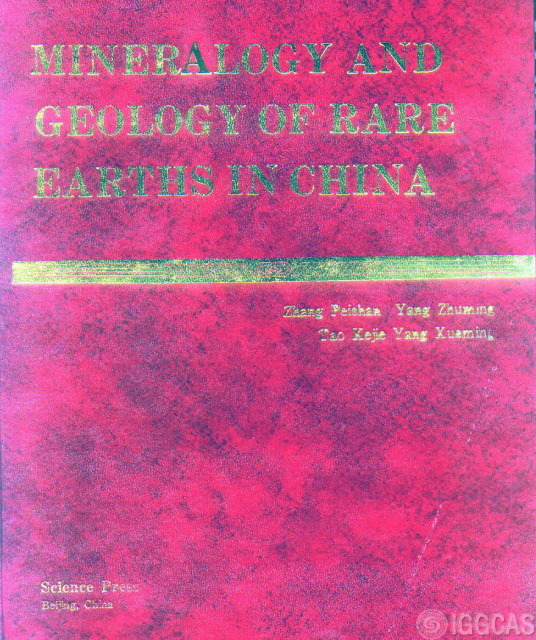 MINERALOGY AND
GEOLOGY OF RARE
EARTHS IN CHINA
Zhang Peishan Yang Zhuming
Tao Kejie Yang Xueming
Science Press
Beijing, China
IGGCAS